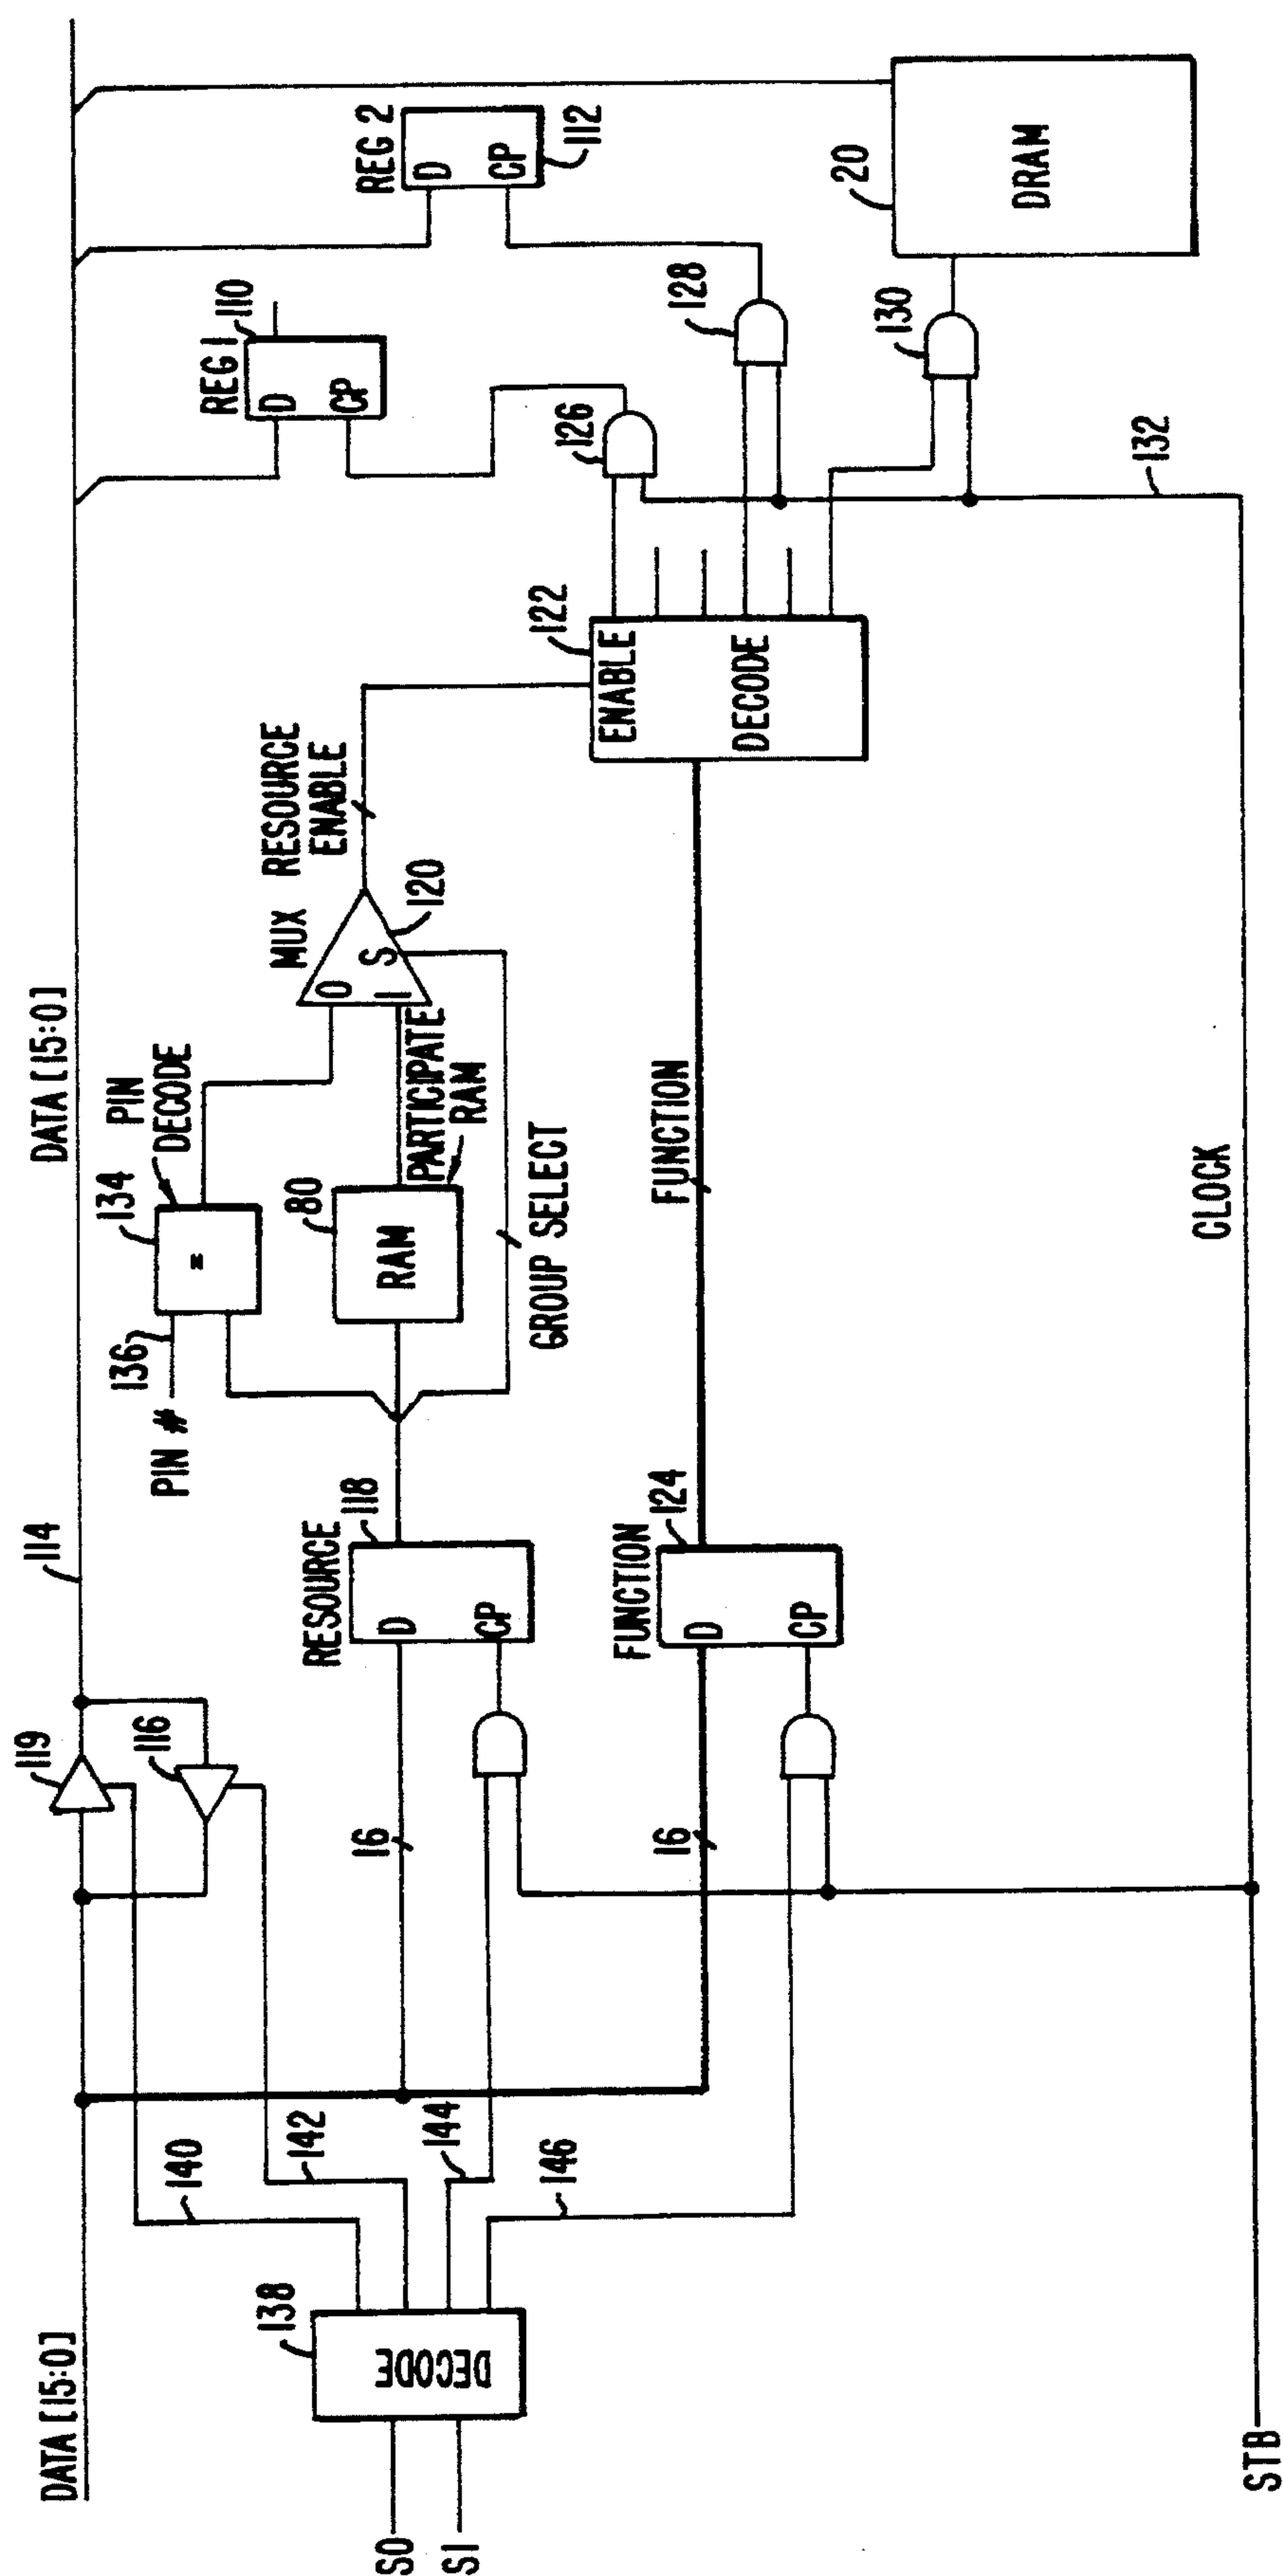 DATA [15:0]
DATA [15:0]
114
119
116
140
142
144
146
138
DECODE
S0
S1
STB
16
16
RESOURCE
118
D
CP
FUNCTION
124
D
CP
PIN #
136
134
PIN
DECODE
=
80
RAM
PARTICIPATE
RAM
GROUP SELECT
MUX
0
1
S
120
RESOURCE
ENABLE
FUNCTION
122
ENABLE
DECODE
CLOCK
126
128
130
132
REG 1
110
D
CP
REG 2
D
CP
112
20
DRAM